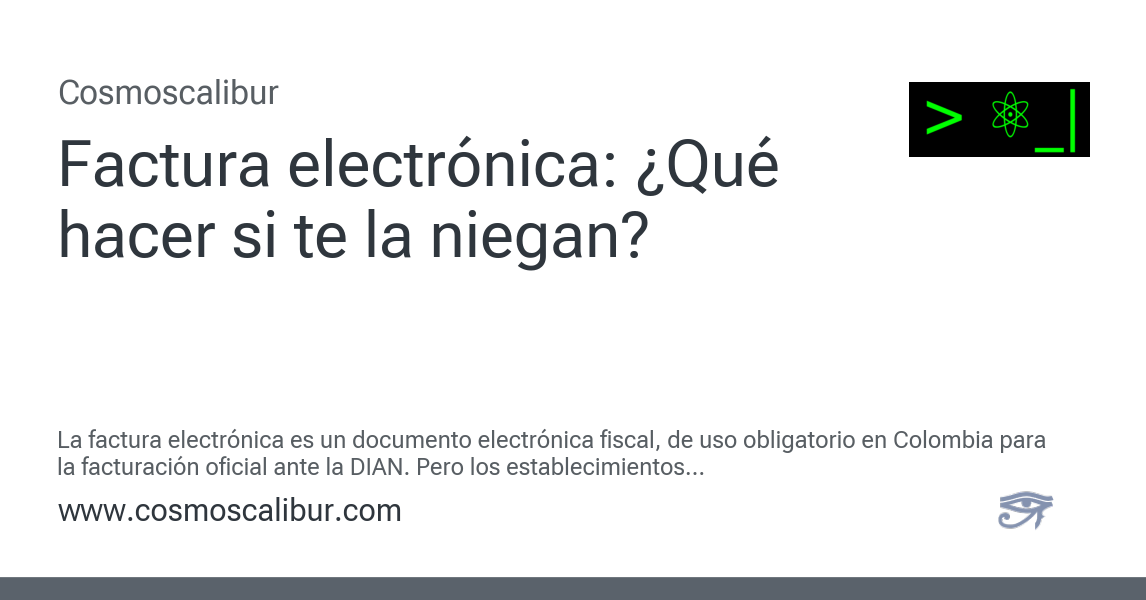 Cosmoscalibur
> ⚛_|
Factura electrónica: ¿Qué
hacer si te la niegan?
La factura electrónica es un documento electrónica fiscal, de uso obligatorio en Colombia para
la facturación oficial ante la DIAN. Pero los establecimientos...
www.cosmoscalibur.com